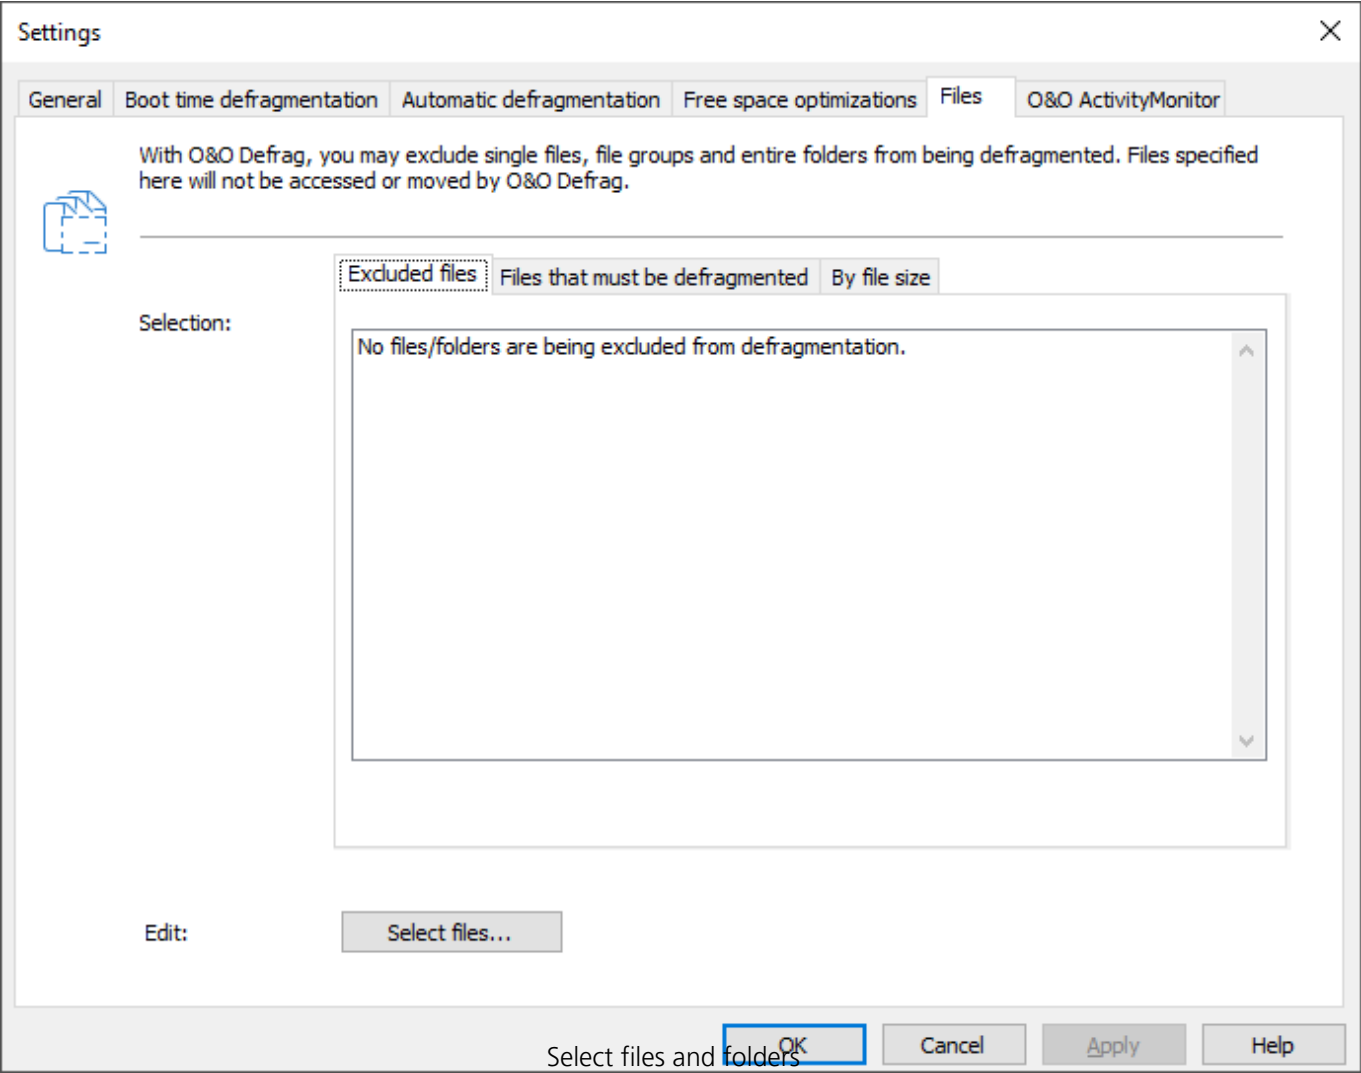 Settings
General
Boot time defragmentation
Automatic defragmentation
Free space optimizations
Files
O&O ActivityMonitor
With O&O Defrag, you may exclude single files, file groups and entire folders from being defragmented. Files specified
here will not be accessed or moved by O&O Defrag.
Excluded files
Files that must be defragmented
By file size
Selection:
No files/folders are being excluded from defragmentation.
Edit:
Select files...
OK
Cancel
Apply
Help
Select files and folders